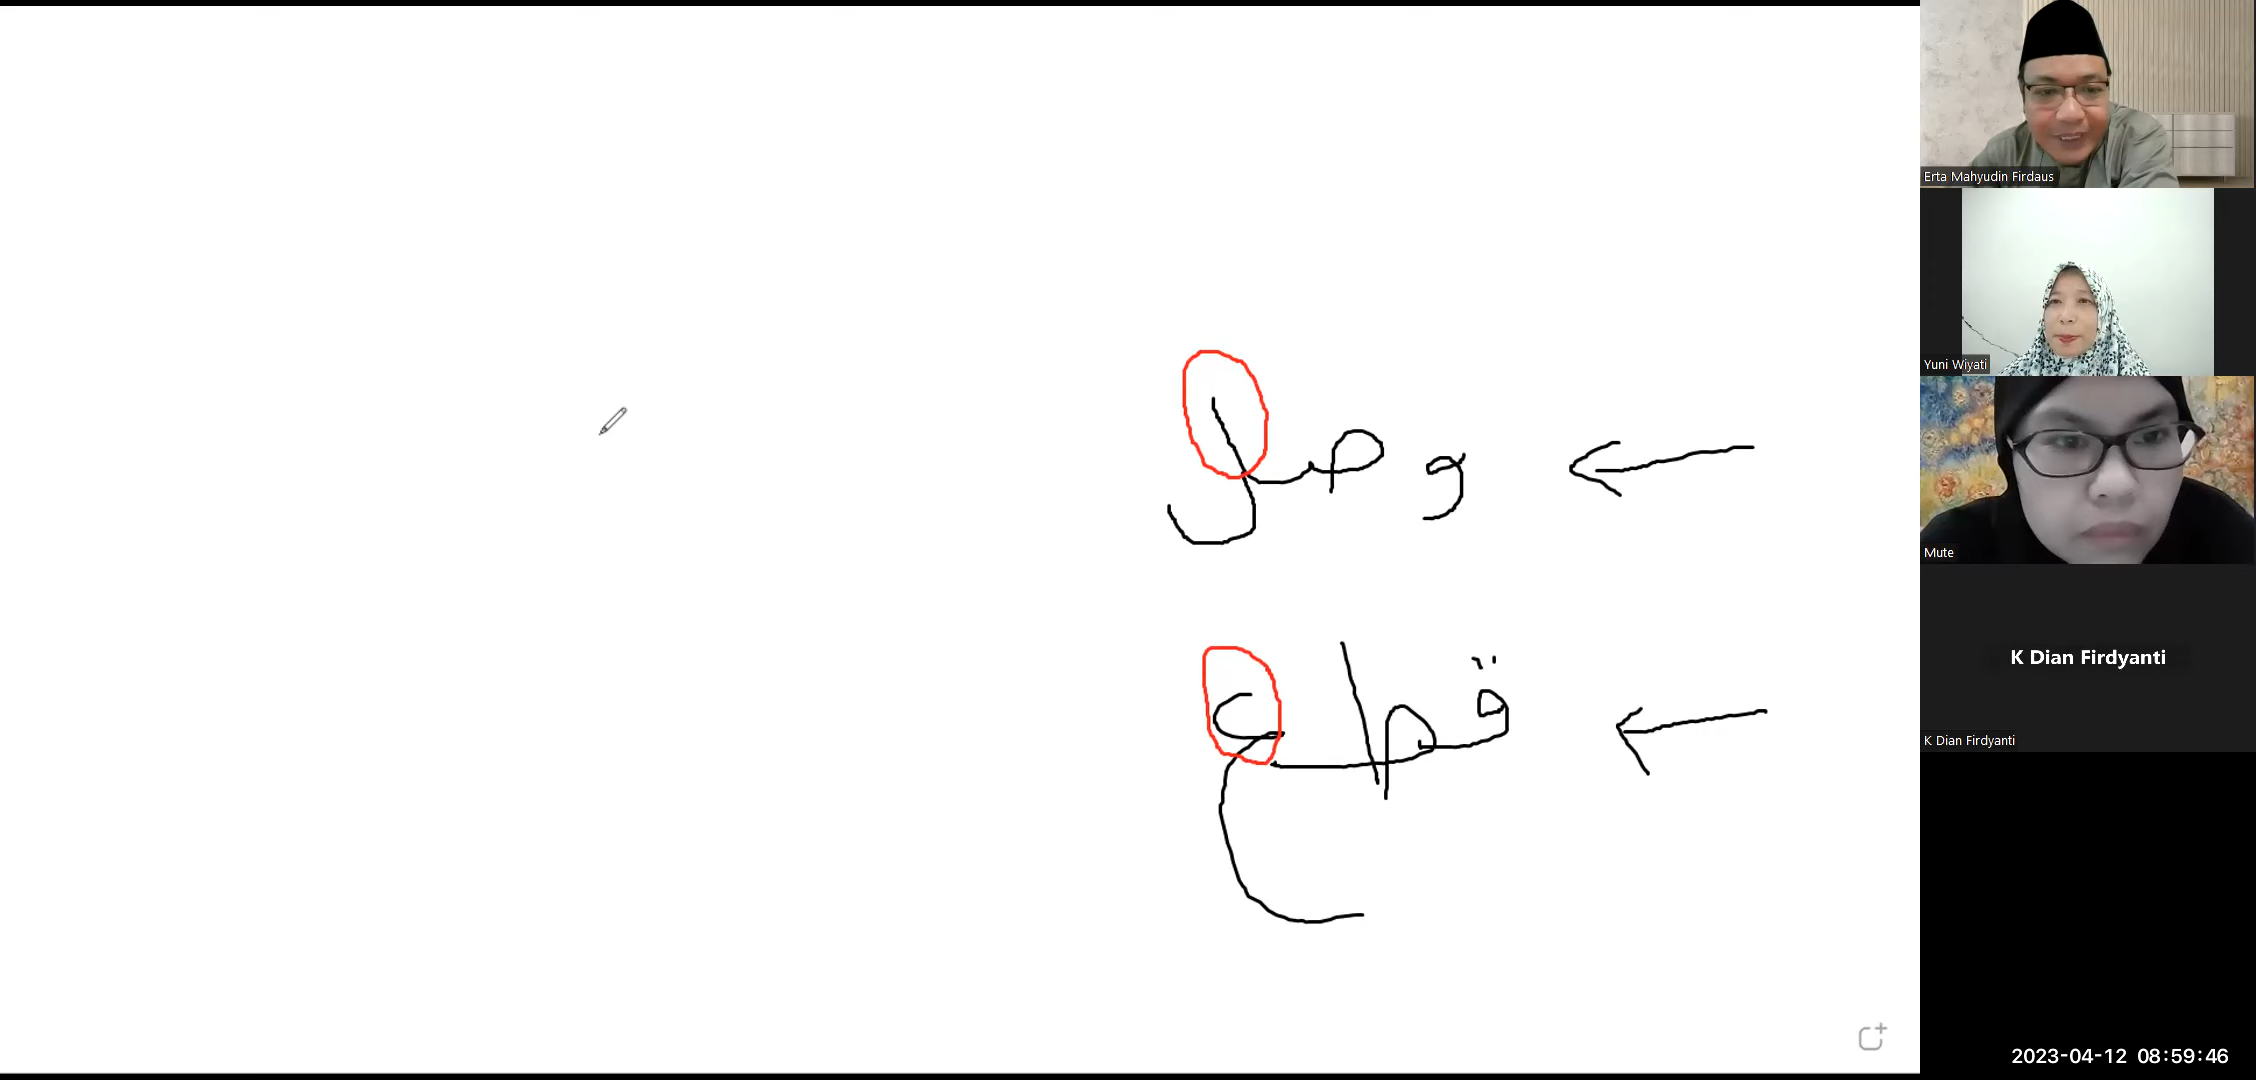 وصل
قطع
Erta Mahyudin Firdaus
Yuni Wiyati
Mute
K Dian Firdyanti
K Dian Firdyanti
2023-04-12 08:59:46